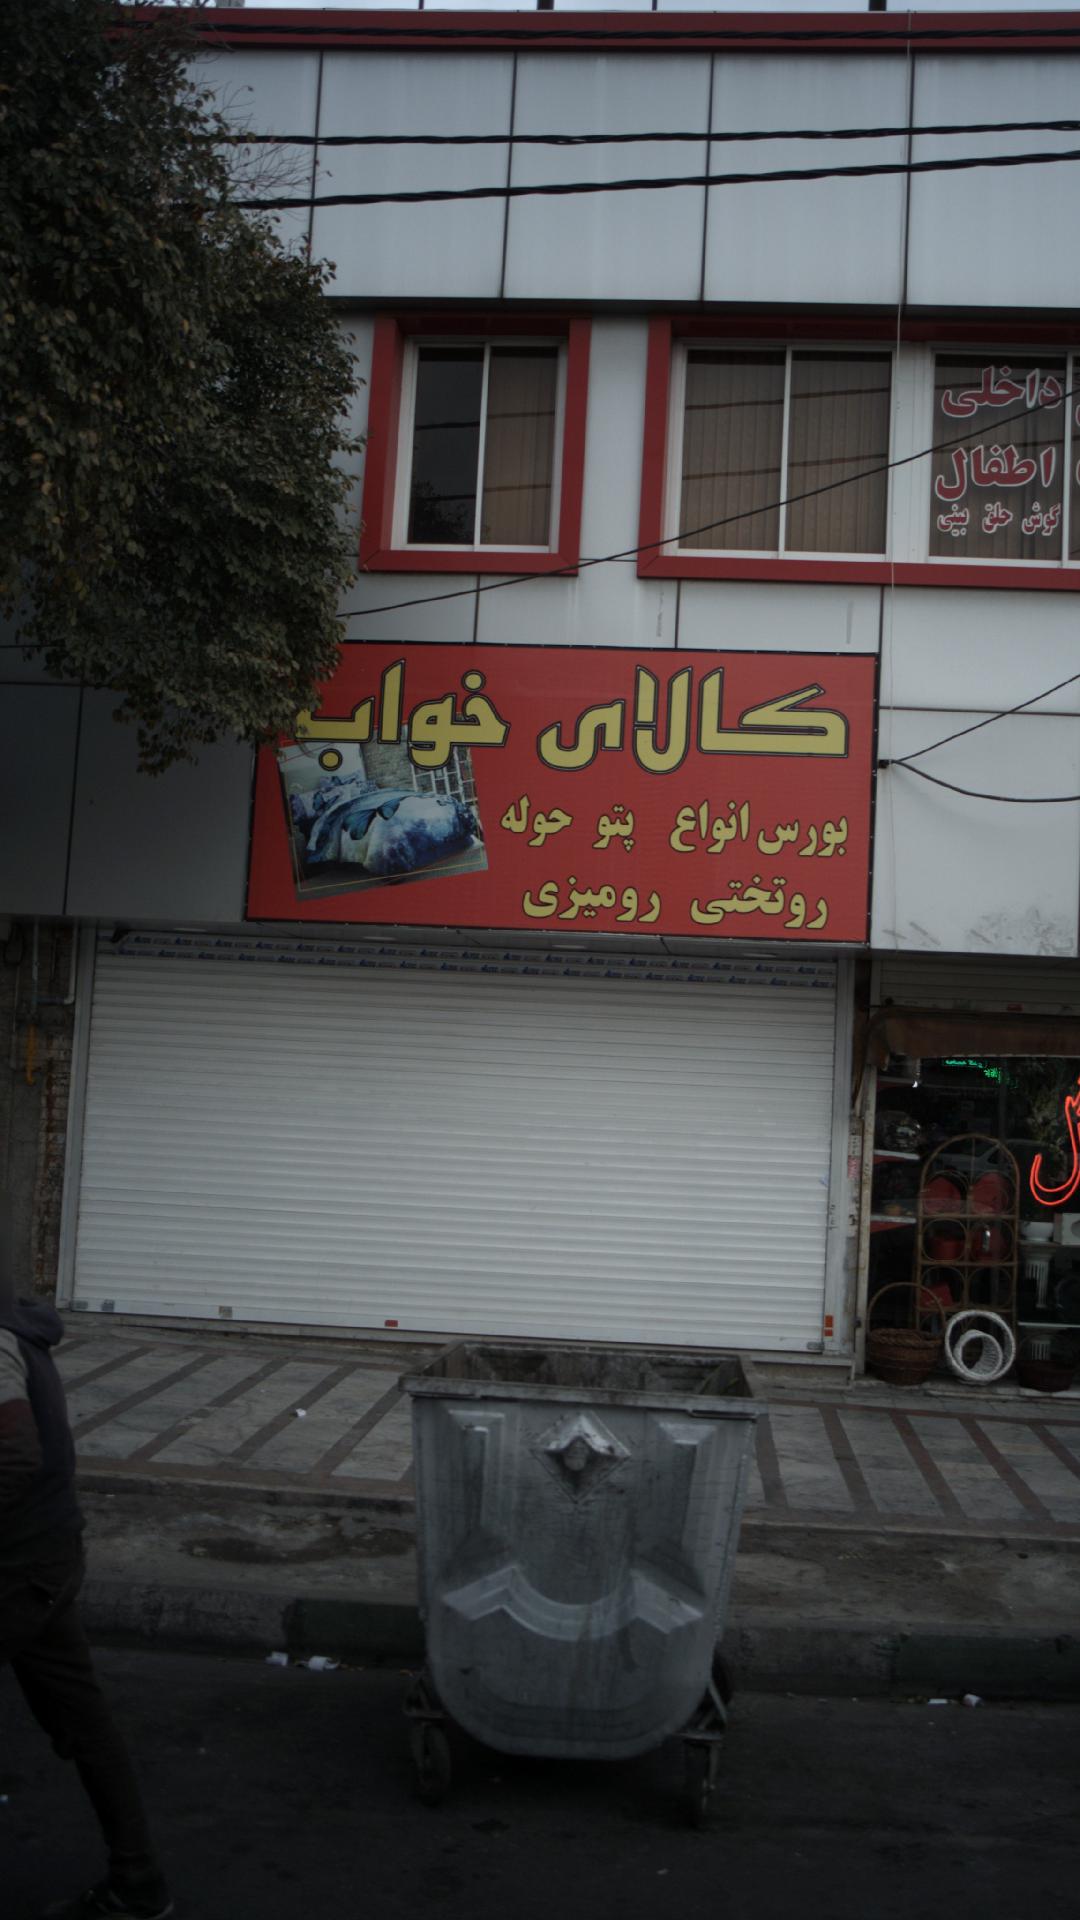 داخلی
اطفال
گوش حلق بینی
کالای خواب
بورس انواع پتو حوله
روتختی رومیزی